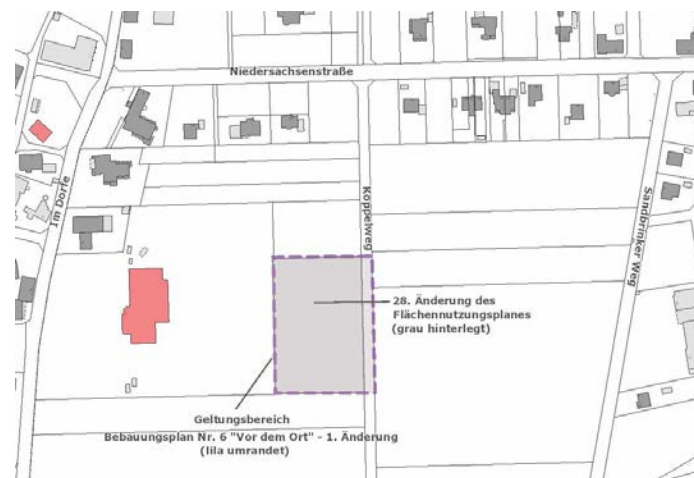 Niedersachsenstraße
Im Dorfe
Koppelweg
Sandbrinker Weg
28. Änderung des
Flächennutzungsplanes
(grau hinterlegt)
Geltungsbereich
Bebauungsplan Nr. 6 "Vor dem Ort" - 1. Änderung
(lila umrandet)